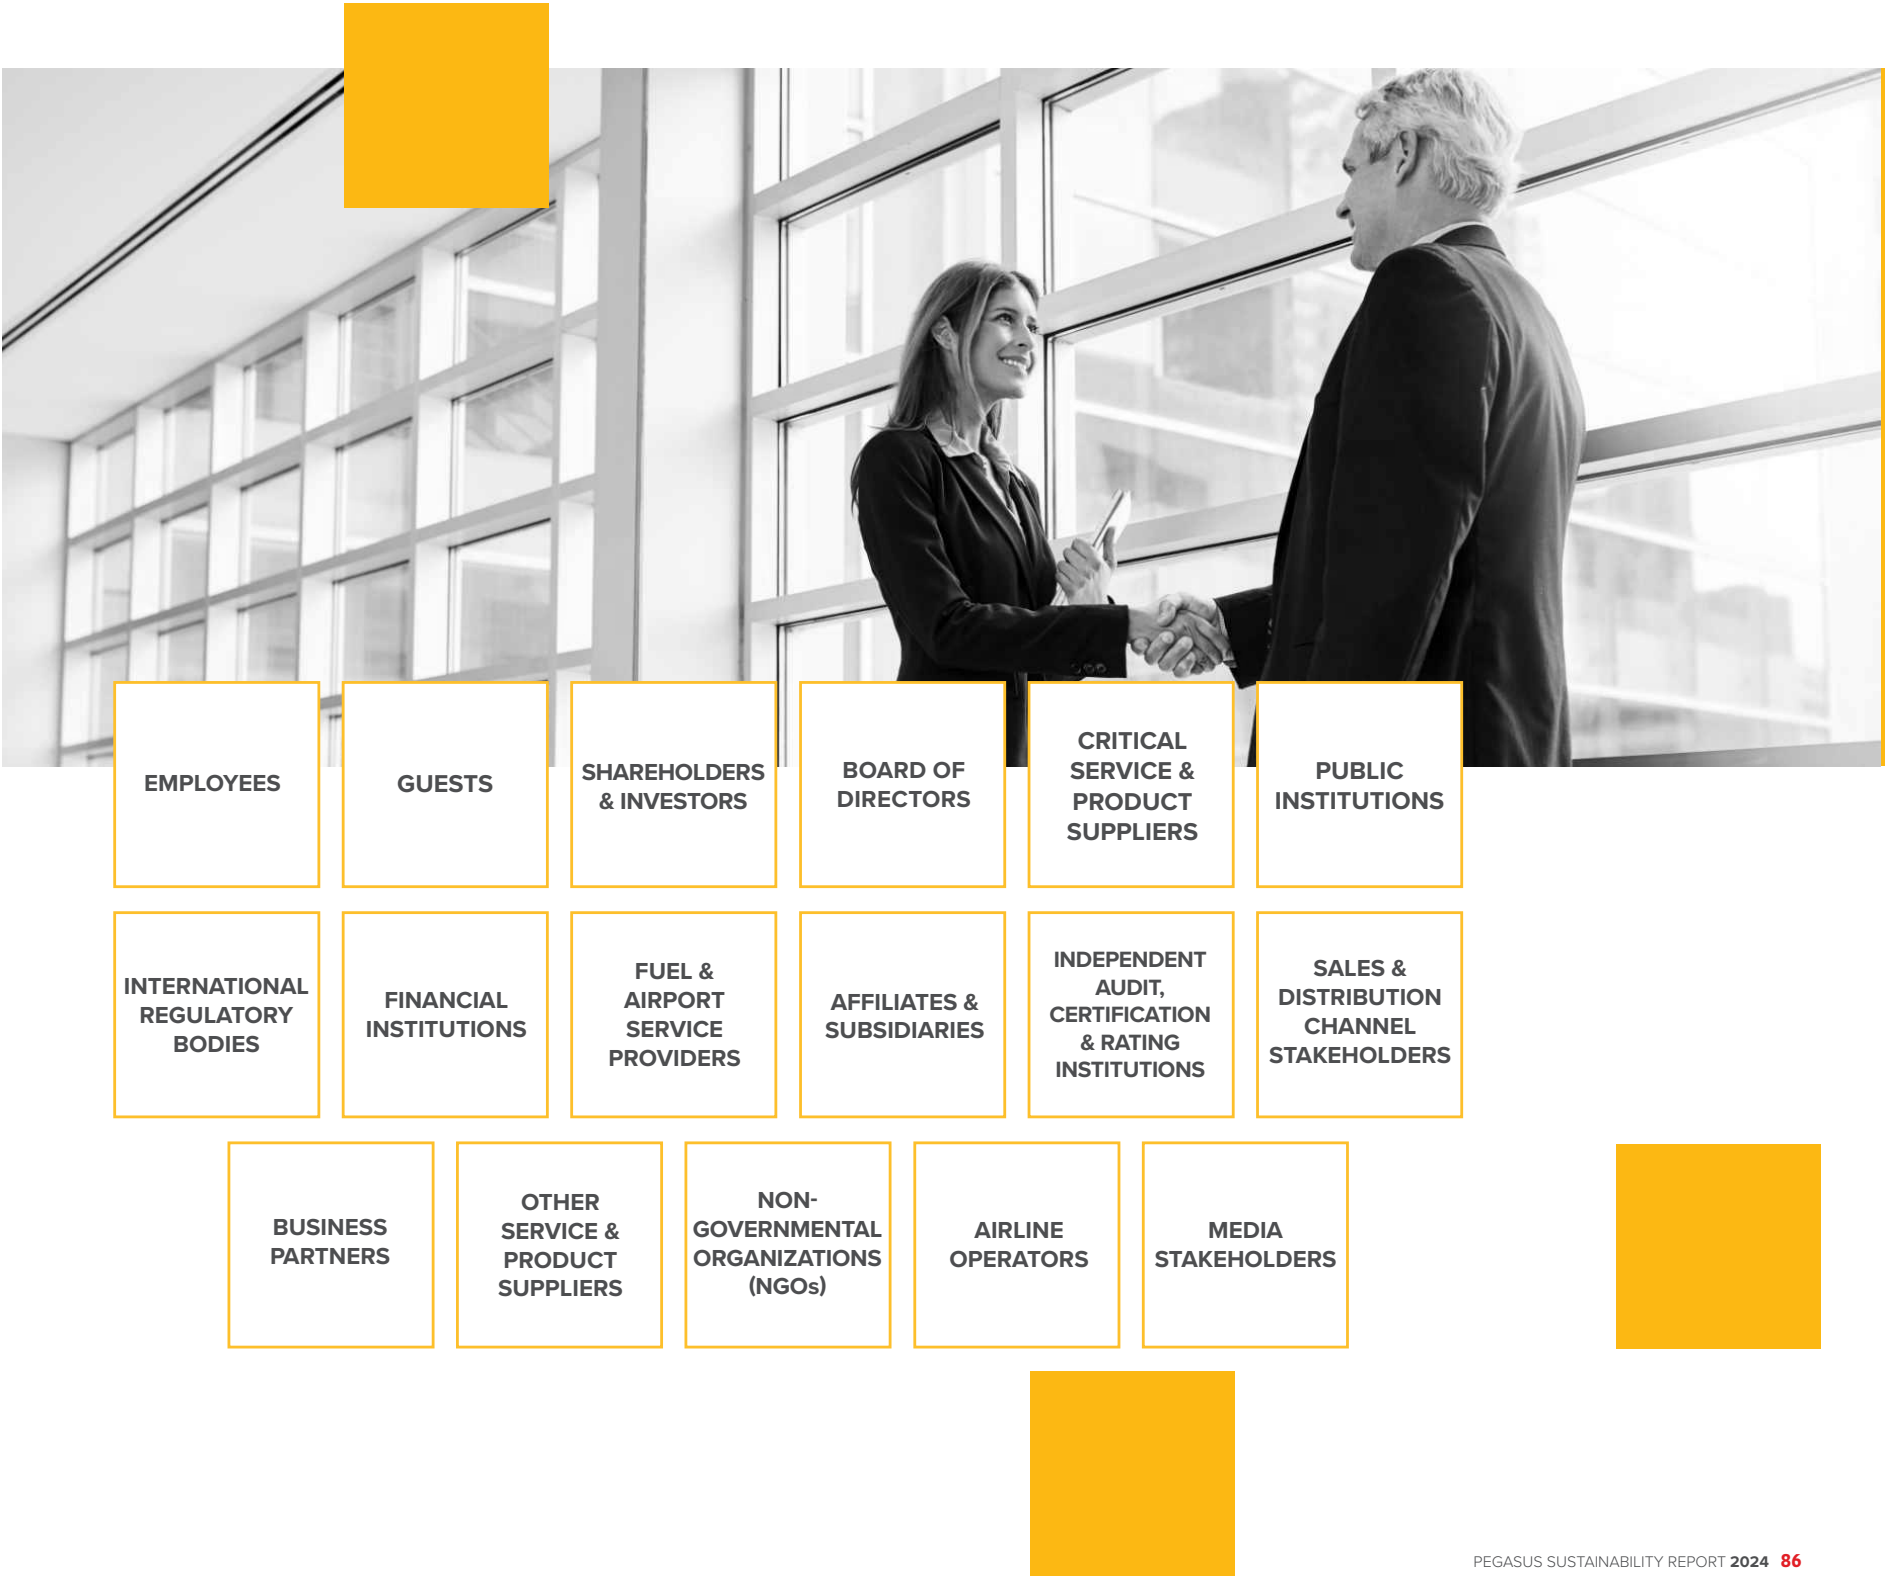 EMPLOYEES
GUESTS
SHAREHOLDERS
& INVESTORS
BOARD OF
DIRECTORS
CRITICAL
SERVICE &
PRODUCT
SUPPLIERS
PUBLIC
INSTITUTIONS
INTERNATIONAL
REGULATORY
BODIES
FINANCIAL
INSTITUTIONS
FUEL &
AIRPORT
SERVICE
PROVIDERS
AFFILIATES &
SUBSIDIARIES
INDEPENDENT
AUDIT,
CERTIFICATION
& RATING
INSTITUTIONS
SALES &
DISTRIBUTION
CHANNEL
STAKEHOLDERS
BUSINESS
PARTNERS
OTHER
SERVICE &
PRODUCT
SUPPLIERS
NON-
GOVERNMENTAL
ORGANIZATIONS
(NGOs)
AIRLINE
OPERATORS
MEDIA
STAKEHOLDERS
PEGASUS SUSTAINABILITY REPORT 2024 86